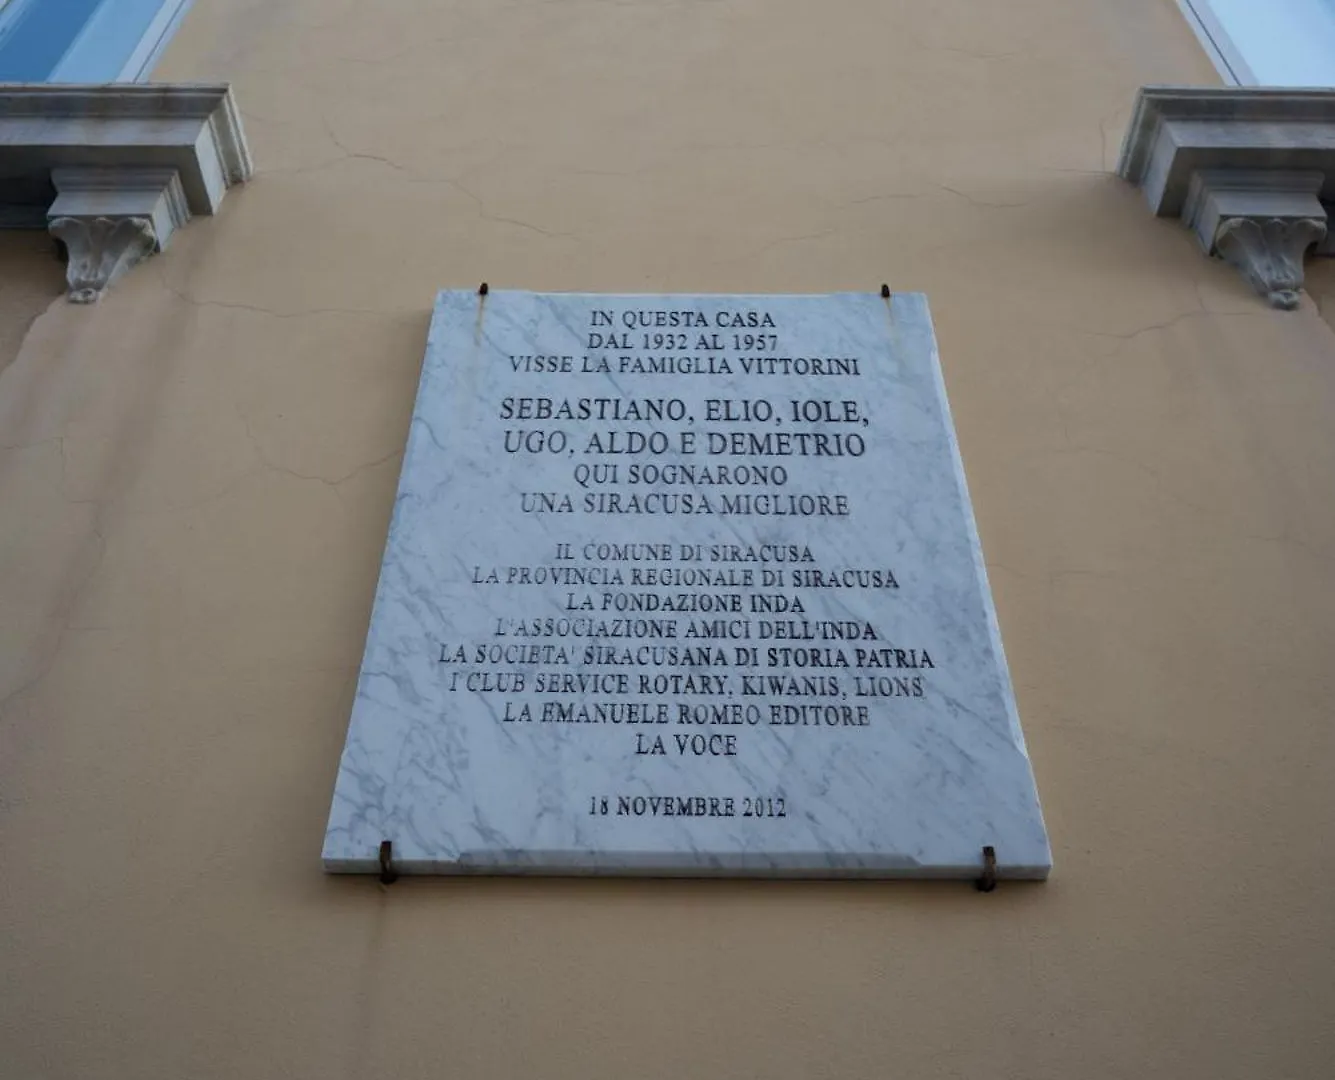 IN QUESTA CASA
DAL 1932 AL 1957
VISSE LA FAMIGLIA VITTORINI
SEBASTIANO, ELIO, IOLE,
UGO, ALDO E DEMETRIO
QUI SOGNARONO
UNA SIRACUSA MIGLIORE
IL COMUNE DI SIRACUSA
LA PROVINCIA REGIONALE DI SIRACUSA
LA FONDAZIONE INDA
L'ASSOCIAZIONE AMICI DELL'INDA
LA SOCIETA' SIRACUSANA DI STORIA PATRIA
I CLUB SERVICE ROTARY, KIWANIS, LIONS
LA EMANUELE ROMEO EDITORE
LA VOCE
18 NOVEMBRE 2012